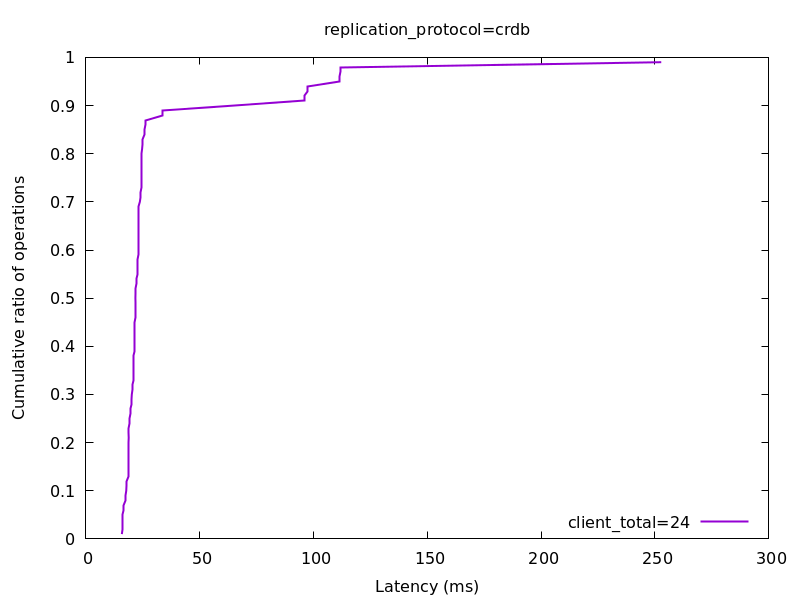 replication_protocol=crdb
1
0.9
0.8
0.7
0.6
0.5
0.4
0.3
0.2
0.1
0
Cumulative ratio of operations
client_total=24
0 50 100 150 200 250 300
Latency (ms)